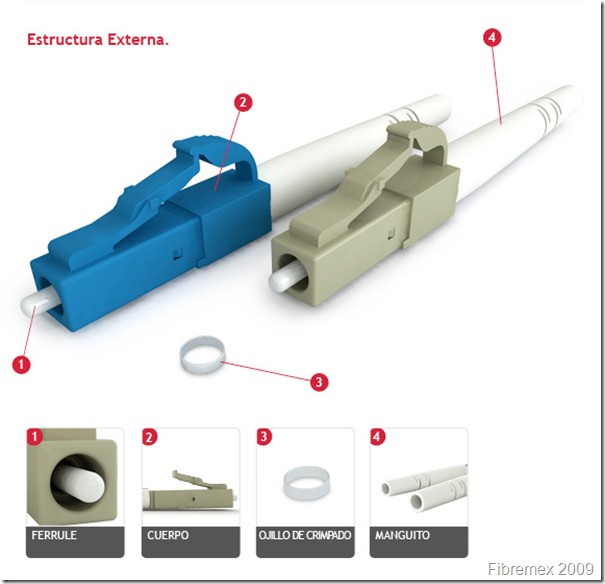 Estructura Externa.
4
2
1
3
1
2
3
4
FERRULE
CUERPO
OJILLO DE CRIMPADO
MANGUITO
Fibremex 2009